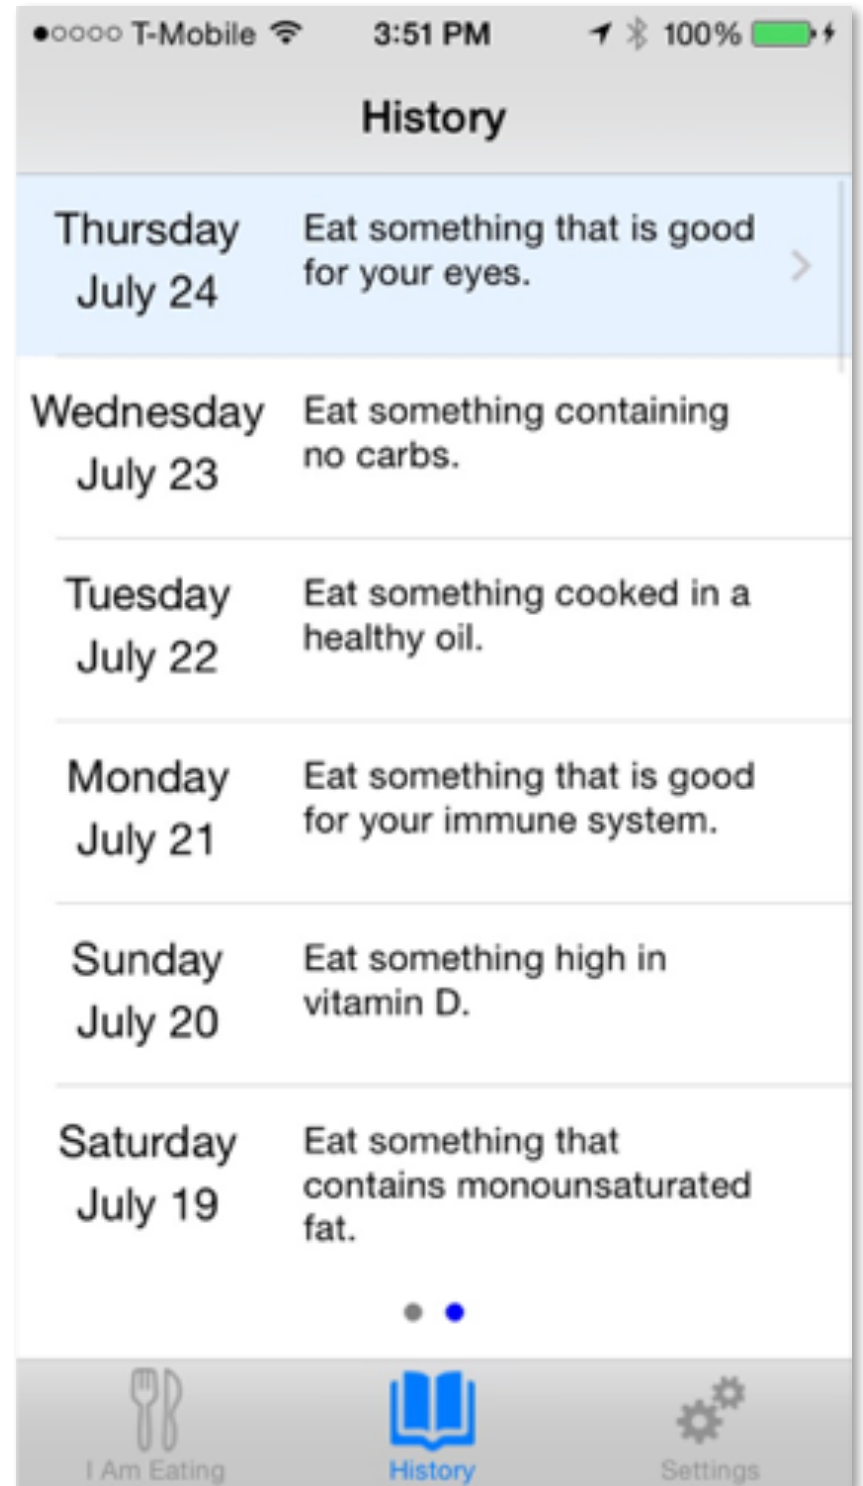 T-Mobile 3:51 PM 100%
History
Thursday
July 24
Eat something that is good
for your eyes.
Wednesday
July 23
Eat something containing
no carbs.
Tuesday
July 22
Eat something cooked in a
healthy oil.
Monday
July 21
Eat something that is good
for your immune system.
Sunday
July 20
Eat something high in
vitamin D.
Saturday
July 19
Eat something that
contains monounsaturated
fat.
I Am Eating
History
Settings